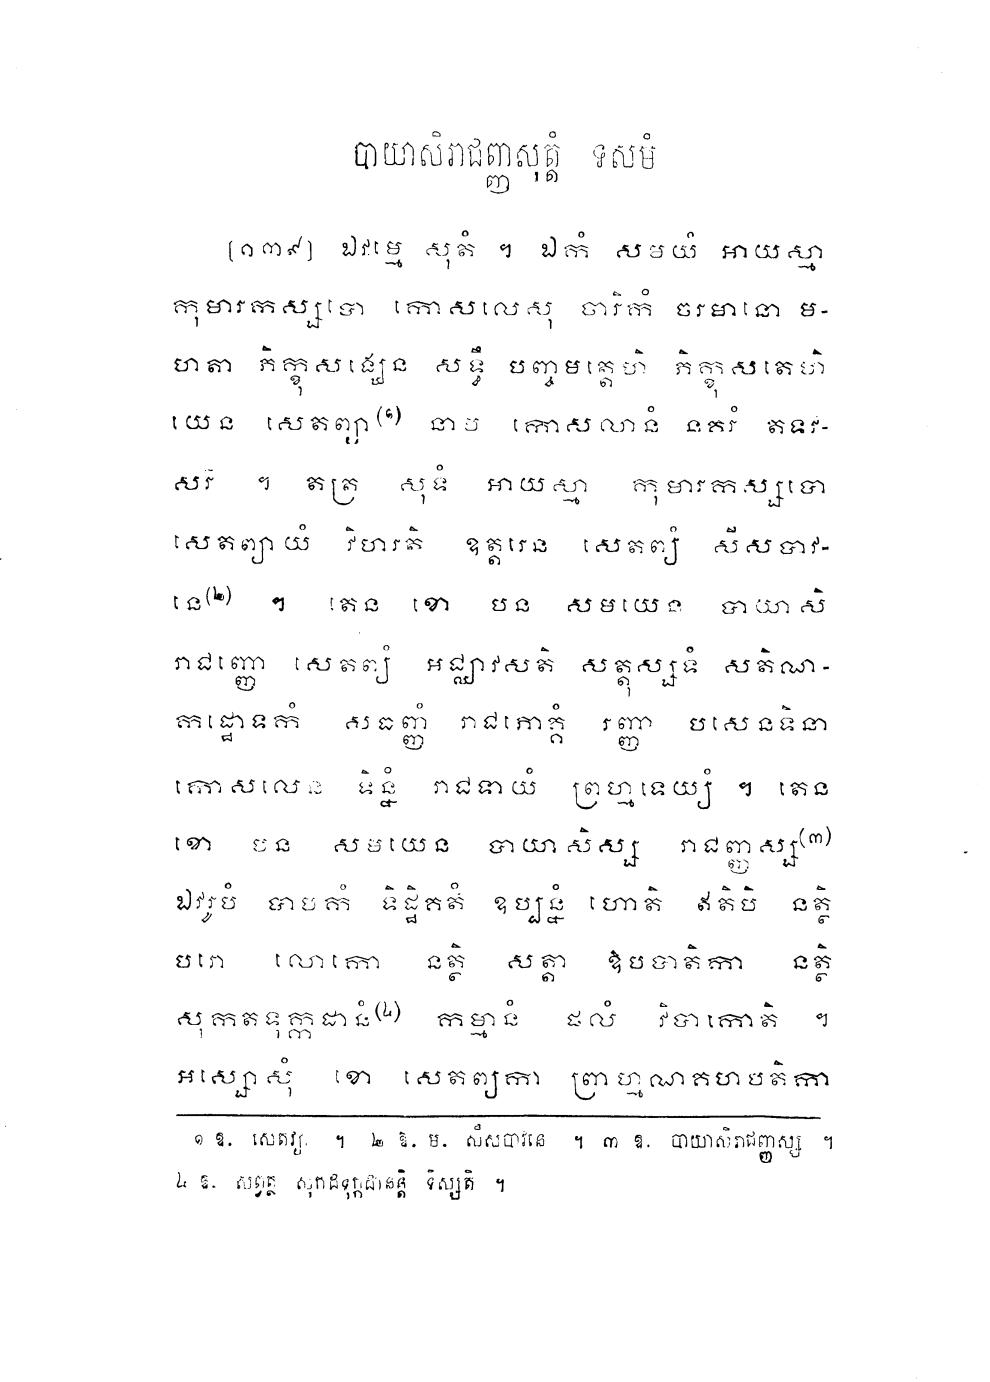 បាយាសិរាជញ្ញសុត្តំ ទសមំ
[១៣៩] ឯវម្មេ សុតំ ។ ឯកំ សមយំ អាយស្មា
កុមារកស្សបោ កោសលេសុ ចារិកំ ចរមានោ ម-
ហតា ភិក្ខុសង្ឃេន សទ្ធឹ បញ្ចមត្តេហិ ភិក្ខុសតេហិ
យេន សេតព្យា(១) នាម កោសលានំ នគរំ តទវ-
សរិ ។ តត្រ សុទំ អាយស្មា កុមារកស្សបោ
សេតព្យាយំ វិហរតិ ឧត្តរេន សេតព្យំ សីសបាវ-
នេ(២) ។ តេន ខោ បន សមយេន បាយាសិ
រាជញ្ញោ សេតព្យំ អជ្ឈាវសតិ សត្តុស្សទំ សតិណ-
កដ្ឋោទកំ សធញ្ញំ រាជភោគ្គំ រញ្ញា បសេនទិនា
កោសលេន ទិន្នំ រាជទាយំ ព្រហ្មទេយ្យំ ។ តេន
ខោ បន សមយេន បាយាសិស្ស រាជញ្ញស្ស(៣)
ឯវរូបំ បាបកំ ទិដ្ឋិគតំ ឧប្បន្នំ ហោតិ ឥតិបិ នត្ថិ
បរោ លោកោ នត្ថិ សត្តា ឱបបាតិកា នត្ថិ
សុកតទុក្កដានំ(៤) កម្មានំ ផលំ វិបាកោតិ ។
អស្សោសុំ ខោ សេតព្យកា ព្រាហ្មណគហបតិកា
១ ឧ. សេតវ្យា ។ ២ ឱ. ម. សឹសបាវនេ ។ ៣ ឧ. បាយាសិរាជញ្ញស្ស ។
៤ ឧ. សព្វត្ថ សុកដទុក្កដានន្តិ ទិស្សតិ ។